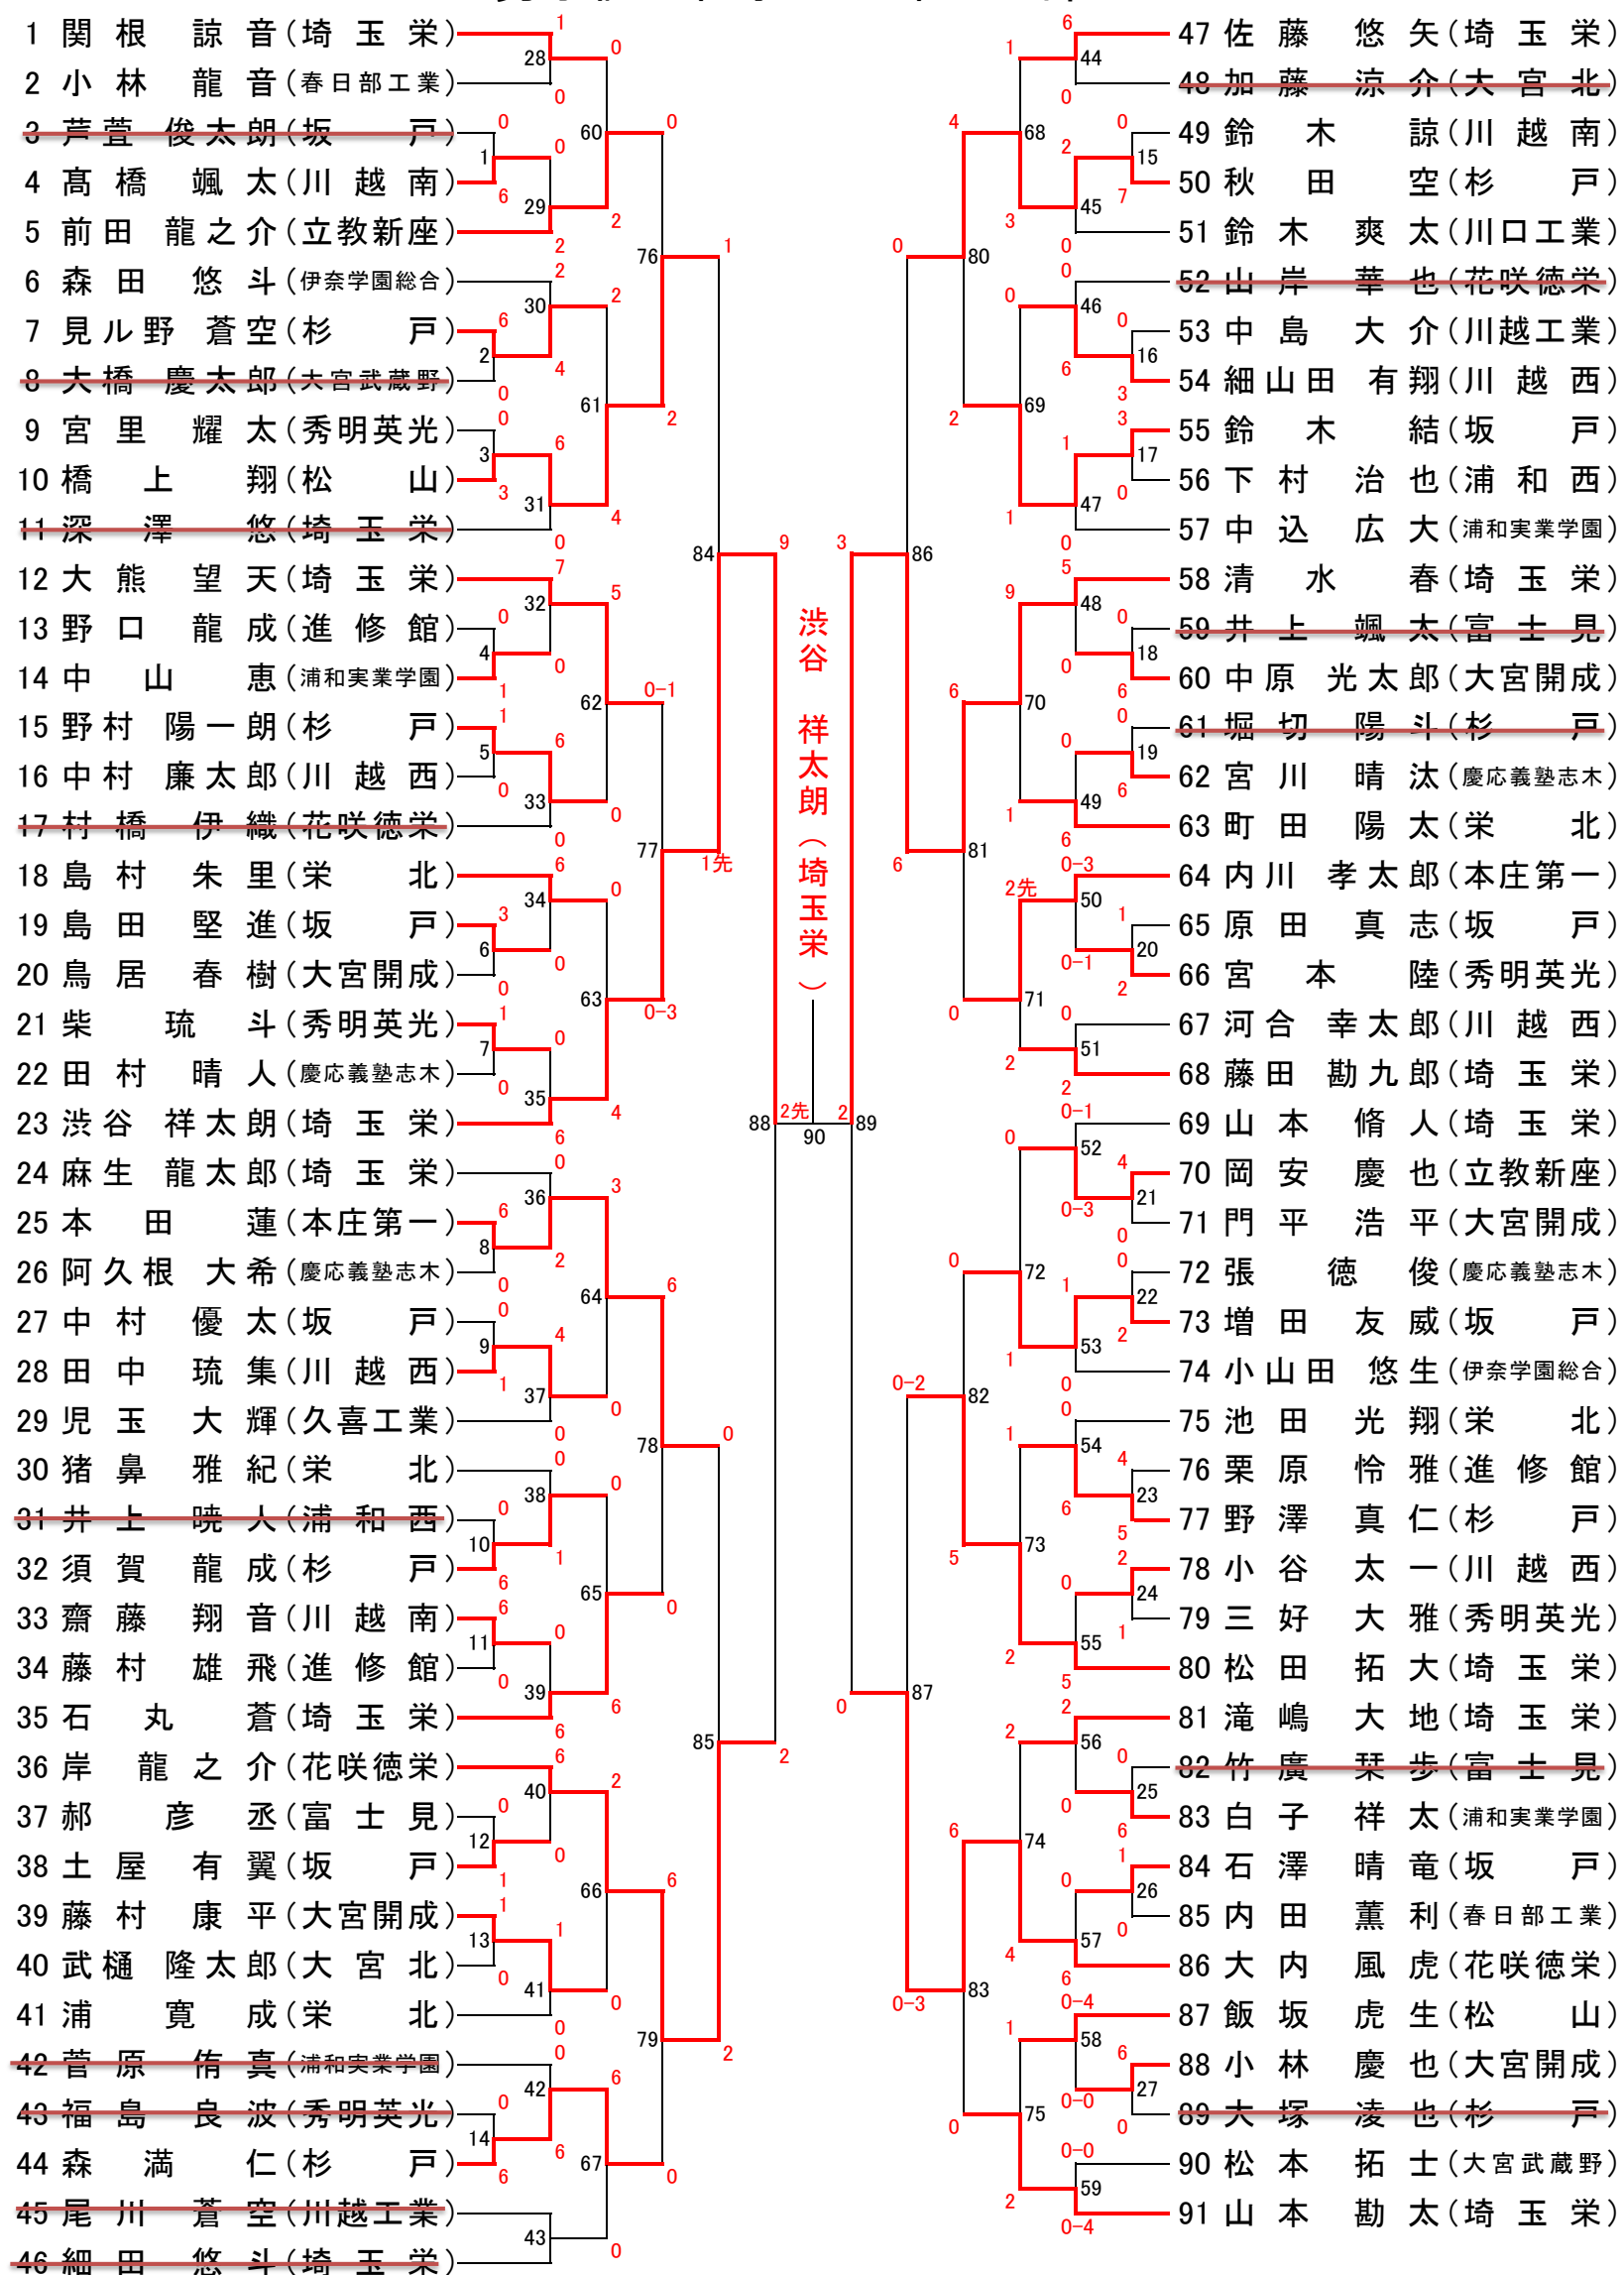 1 関根 諒音(埼玉栄)
2 小林 龍音(春日部工業)
3 芦萱 俊太朗(坂戸)
4 髙橋 颯太(川越南)
5 前田 龍之介(立教新座)
6 森田 悠斗(伊奈学園総合)
7 見ル野 蒼空(杉戸)
8 大橋 慶太郎(大宮武蔵野)
9 宮里 耀太(秀明英光)
10 橋上 翔(松山)
11 深澤 悠(埼玉栄)
12 大熊 望天(埼玉栄)
13 野口 龍成(進修館)
14 中山 恵(浦和実業学園)
15 野村 陽一朗(杉戸)
16 中村 廉太郎(川越西)
17 村橋 伊織(花咲徳栄)
18 島村 朱里(栄北)
19 島田 堅進(坂戸)
20 鳥居 春樹(大宮開成)
21 柴 琉斗(秀明英光)
22 田村 晴人(慶応義塾志木)
23 渋谷 祥太朗(埼玉栄)
24 麻生 龍太郎(埼玉栄)
25 本田 蓮(本庄第一)
26 阿久根 大希(慶応義塾志木)
27 中村 優太(坂戸)
28 田中 琉集(川越西)
29 児玉 大輝(久喜工業)
30 猪鼻 雅紀(栄北)
31 井上 暁人(浦和西)
32 須賀 龍成(杉戸)
33 齋藤 翔音(川越南)
34 藤村 雄飛(進修館)
35 石丸 蒼(埼玉栄)
36 岸 龍之介(花咲徳栄)
37 郝 彦丞(富士見)
38 土屋 有翼(坂戸)
39 藤村 康平(大宮開成)
40 武樋 隆太郎(大宮北)
41 浦 寛成(栄北)
42 菅原 侑真(浦和実業学園)
43 福島 良波(秀明英光)
44 森 満仁(杉戸)
45 尾川 蒼空(川越工業)
46 細田 悠斗(埼玉栄)
渋谷 祥太朗(埼玉栄)
2先 90 2
47 佐藤 悠矢(埼玉栄)
48 加藤 涼介(大宮北)
49 鈴木 諒(川越南)
50 秋田 空(杉戸)
51 鈴木 爽太(川口工業)
52 山岸 華也(花咲徳栄)
53 中島 大介(川越工業)
54 細山田 有翔(川越西)
55 鈴木 結(坂戸)
56 下村 治也(浦和西)
57 中込 広大(浦和実業学園)
58 清水 春(埼玉栄)
59 井上 颯太(富士見)
60 中原 光太郎(大宮開成)
61 堀切 陽斗(杉戸)
62 宮川 晴汰(慶応義塾志木)
63 町田 陽太(栄北)
64 内川 孝太郎(本庄第一)
65 原田 真志(坂戸)
66 宮本 陸(秀明英光)
67 河合 幸太郎(川越西)
68 藤田 勘九郎(埼玉栄)
69 山本 脩人(埼玉栄)
70 岡安 慶也(立教新座)
71 門平 浩平(大宮開成)
72 張 徳俊(慶応義塾志木)
73 増田 友威(坂戸)
74 小山田 悠生(伊奈学園総合)
75 池田 光翔(栄北)
76 栗原 怜雅(進修館)
77 野澤 真仁(杉戸)
78 小谷 太一(川越西)
79 三好 大雅(秀明英光)
80 松田 拓大(埼玉栄)
81 滝嶋 大地(埼玉栄)
82 竹廣 栞歩(富士見)
83 白子 祥太(浦和実業学園)
84 石澤 晴竜(坂戸)
85 内田 薫利(春日部工業)
86 大内 風虎(花咲徳栄)
87 飯坂 虎生(松山)
88 小林 慶也(大宮開成)
89 大塚 凌也(杉戸)
90 松本 拓士(大宮武蔵野)
91 山本 勘太(埼玉栄)